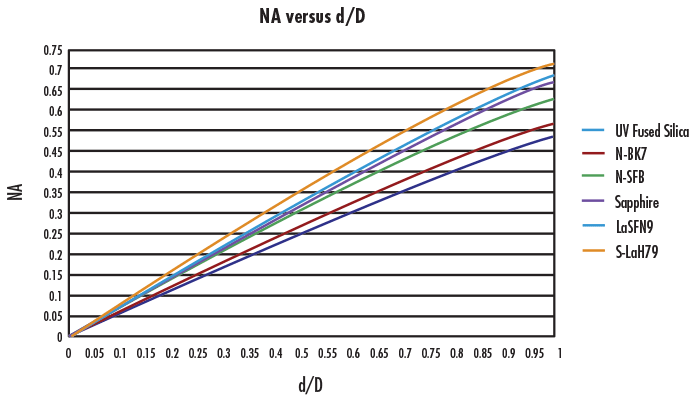 NA versus d/D
0.75
0.7
0.65
0.6
0.55
0.45
0.4
0.35
0.3
0.25
0.2
0.15
0.1
0.05
0
NA
0 0.05 0.1 0.15 0.2 0.25 0.3 0.35 0.4 0.5 0.55 0.6 0.65 0.7 0.75 0.8 0.85 0.9 0.95 1
d/D
UV Fused Silica
N-BK7
N-SFB
Sapphire
LaSFN9
S-LaH79